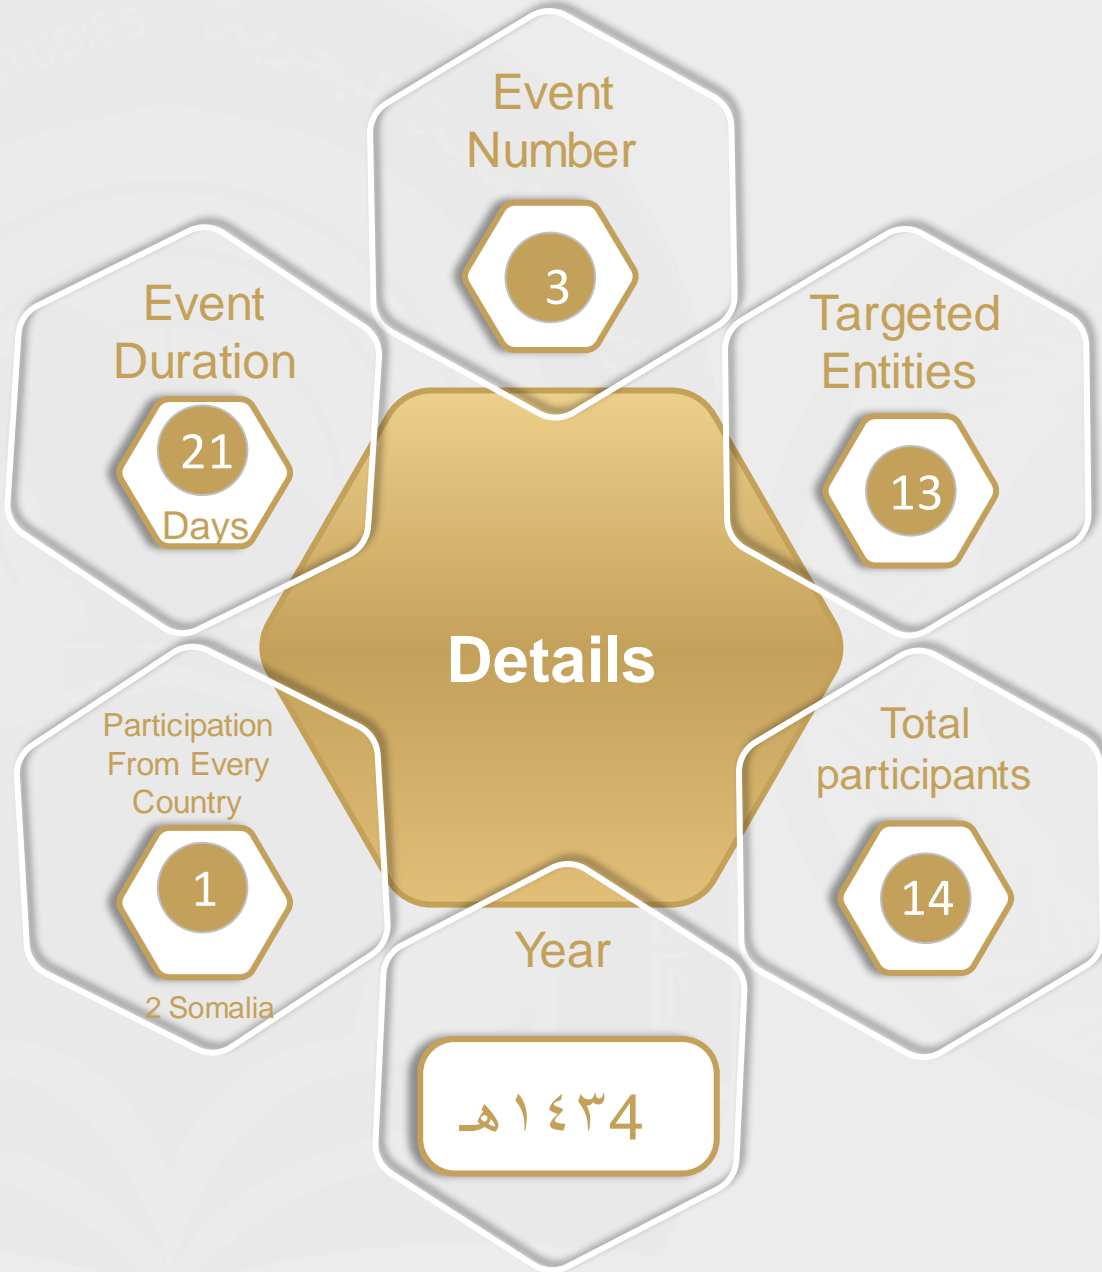 STUDIES
Event
Number
3
Event
Duration
21
Days
Targeted
Entities
13
Details
Participation
From Every
Country
1
2 Somalia
Total
participants
14
Year
١٤٣4هـ